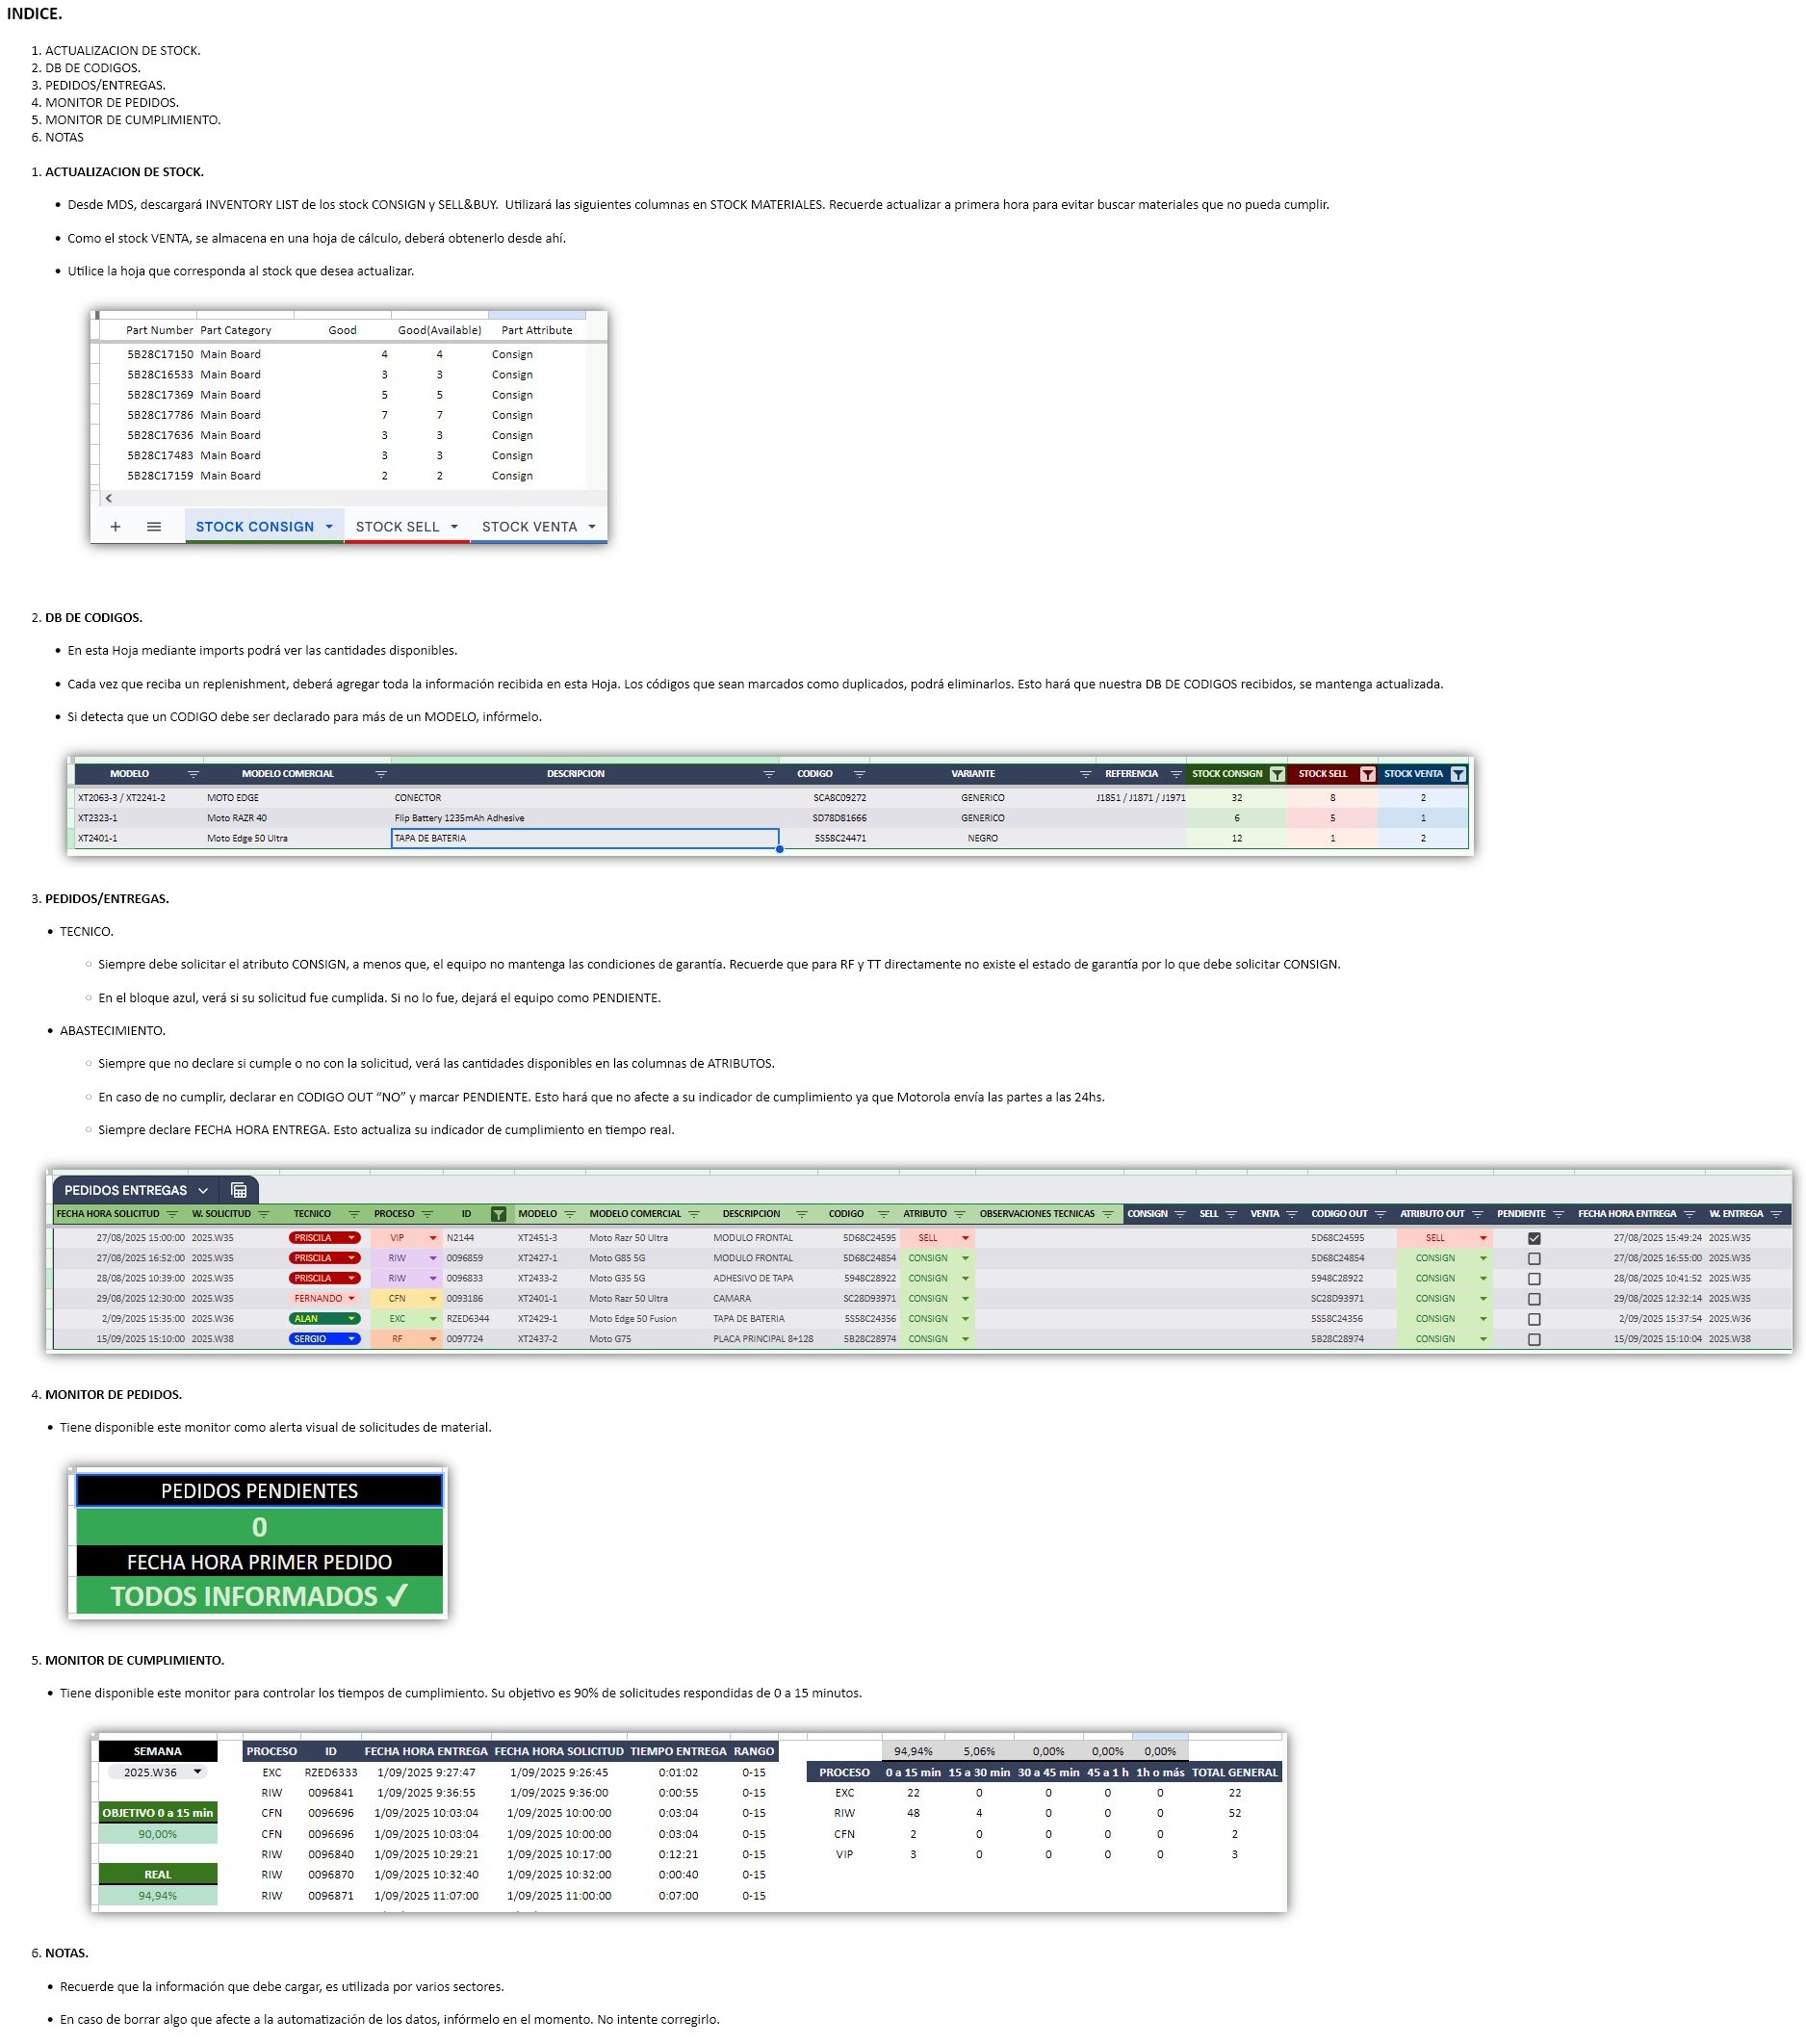 INDICE.
1. ACTUALIZACION DE STOCK.
2. DB DE CODIGOS.
3. PEDIDOS/ENTREGAS.
4. MONITOR DE PEDIDOS.
5. MONITOR DE CUMPLIMIENTO.
6. NOTAS
1. ACTUALIZACION DE STOCK.
• Desde MDS, descargará INVENTORY LIST de los stock CONSIGN y SELL&BUY. Utilizará las siguientes columnas en STOCK MATERIALES. Recuerde actualizar a primera hora para evitar buscar materiales que no pueda cumplir.
• Como el stock VENTA, se almacena en una hoja de cálculo, deberá obtenerlo desde ahí.
• Utilice la hoja que corresponda al stock que desea actualizar.
Part Number Part Category Good Good(Available) Part Attribute
5B28C17150 Main Board 4 4 Consign
5B28C16533 Main Board 3 3 Consign
5B28C17369 Main Board 5 5 Consign
5B28C17786 Main Board 7 7 Consign
5B28C17636 Main Board 3 3 Consign
5B28C17483 Main Board 3 3 Consign
5B28C17159 Main Board 2 2 Consign
STOCK CONSIGN STOCK SELL STOCK VENTA
2. DB DE CODIGOS.
• En esta Hoja mediante imports podrá ver las cantidades disponibles.
• Cada vez que reciba un replenishment, deberá agregar toda la información recibida en esta Hoja. Los códigos que sean marcados como duplicados, podrá eliminarlos. Esto hará que nuestra DB DE CODIGOS recibidos, se mantenga actualizada.
• Si detecta que un CODIGO debe ser declarado para más de un MODELO, infórmelo.
MODELO MODELO COMERCIAL DESCRIPCION CODIGO VARIANTE REFERENCIA STOCK CONSIGN STOCK SELL STOCK VENTA
XT2063-3 / XT2241-2 MOTO EDGE CONECTOR SCA8C09272 GENERICO J1851 / J1871 / J1971 32 8 2
XT2323-1 Moto RAZR 40 Flip Battery 1235mAh Adhesive SD78D81666 GENERICO 6 5 1
XT2401-1 Moto Edge 50 Ultra TAPA DE BATERIA 5S58C24471 NEGRO 12 1 2
3. PEDIDOS/ENTREGAS.
• TECNICO.
○ Siempre debe solicitar el atributo CONSIGN, a menos que, el equipo no mantenga las condiciones de garantía. Recuerde que para RF y TT directamente no existe el estado de garantía por lo que debe solicitar CONSIGN.
○ En el bloque azul, verá si su solicitud fue cumplida. Si no lo fue, dejará el equipo como PENDIENTE.
• ABASTECIMIENTO.
○ Siempre que no declare si cumple o no con la solicitud, verá las cantidades disponibles en las columnas de ATRIBUTOS.
○ En caso de no cumplir, declarar en CODIGO OUT “NO” y marcar PENDIENTE. Esto hará que no afecte a su indicador de cumplimiento ya que Motorola envía las partes a las 24hs.
○ Siempre declare FECHA HORA ENTREGA. Esto actualiza su indicador de cumplimiento en tiempo real.
PEDIDOS ENTREGAS
FECHA HORA SOLICITUD W. SOLICITUD TECNICO PROCESO ID MODELO MODELO COMERCIAL DESCRIPCION CODIGO ATRIBUTO OBSERVACIONES TECNICAS CONSIGN SELL VENTA CODIGO OUT ATRIBUTO OUT PENDIENTE FECHA HORA ENTREGA W. ENTREGA
27/08/2025 15:00:00 2025.W35 PRISCILA VIP N2144 XT2451-3 Moto Razr 50 Ultra MODULO FRONTAL 5D68C24595 SELL 5D68C24595 SELL 27/08/2025 15:49:24 2025.W35
27/08/2025 16:52:00 2025.W35 PRISCILA RIW 0096859 XT2427-1 Moto G85 5G MODULO FRONTAL 5D68C24854 CONSIGN 5D68C24854 CONSIGN 27/08/2025 16:55:00 2025.W35
28/08/2025 10:39:00 2025.W35 PRISCILA RIW 0096833 XT2433-2 Moto G35 5G ADHESIVO DE TAPA 5948C28922 CONSIGN 5948C28922 CONSIGN 28/08/2025 10:41:52 2025.W35
29/08/2025 12:30:00 2025.W35 FERNANDO CFN 0093186 XT2401-1 Moto Razr 50 Ultra CAMARA SC28D93971 CONSIGN SC28D93971 CONSIGN 29/08/2025 12:32:14 2025.W35
2/09/2025 15:35:00 2025.W36 ALAN EXC RZED6344 XT2429-1 Moto Edge 50 Fusion TAPA DE BATERIA 5S58C24356 CONSIGN 5S58C24356 CONSIGN 2/09/2025 15:37:54 2025.W36
15/09/2025 15:10:00 2025.W38 SERGIO RF 0097724 XT2437-2 Moto G75 PLACA PRINCIPAL 8+128 5B28C28974 CONSIGN 5B28C28974 CONSIGN 15/09/2025 15:10:04 2025.W38
4. MONITOR DE PEDIDOS.
• Tiene disponible este monitor como alerta visual de solicitudes de material.
PEDIDOS PENDIENTES
0
FECHA HORA PRIMER PEDIDO
TODOS INFORMADOS ✓
5. MONITOR DE CUMPLIMIENTO.
• Tiene disponible este monitor para controlar los tiempos de cumplimiento. Su objetivo es 90% de solicitudes respondidas de 0 a 15 minutos.
SEMANA
2025.W36
OBJETIVO 0 a 15 min
90,00%
REAL
94,94%
PROCESO ID FECHA HORA ENTREGA FECHA HORA SOLICITUD TIEMPO ENTREGA RANGO
EXC RZED6333 1/09/2025 9:27:47 1/09/2025 9:26:45 0:01:02 0-15
RIW 0096841 1/09/2025 9:36:55 1/09/2025 9:36:00 0:00:55 0-15
CFN 0096696 1/09/2025 10:03:04 1/09/2025 10:00:00 0:03:04 0-15
CFN 0096696 1/09/2025 10:03:04 1/09/2025 10:00:00 0:03:04 0-15
RIW 0096840 1/09/2025 10:29:21 1/09/2025 10:17:00 0:12:21 0-15
RIW 0096870 1/09/2025 10:32:40 1/09/2025 10:32:00 0:00:40 0-15
RIW 0096871 1/09/2025 11:07:00 1/09/2025 11:00:00 0:07:00 0-15
94,94% 5,06% 0,00% 0,00% 0,00%
PROCESO 0 a 15 min 15 a 30 min 30 a 45 min 45 a 1 h 1h o más TOTAL GENERAL
EXC 22 0 0 0 0 22
RIW 48 4 0 0 0 52
CFN 2 0 0 0 0 2
VIP 3 0 0 0 0 3
6. NOTAS.
• Recuerde que la información que debe cargar, es utilizada por varios sectores.
• En caso de borrar algo que afecte a la automatización de los datos, infórmelo en el momento. No intente corregirlo.